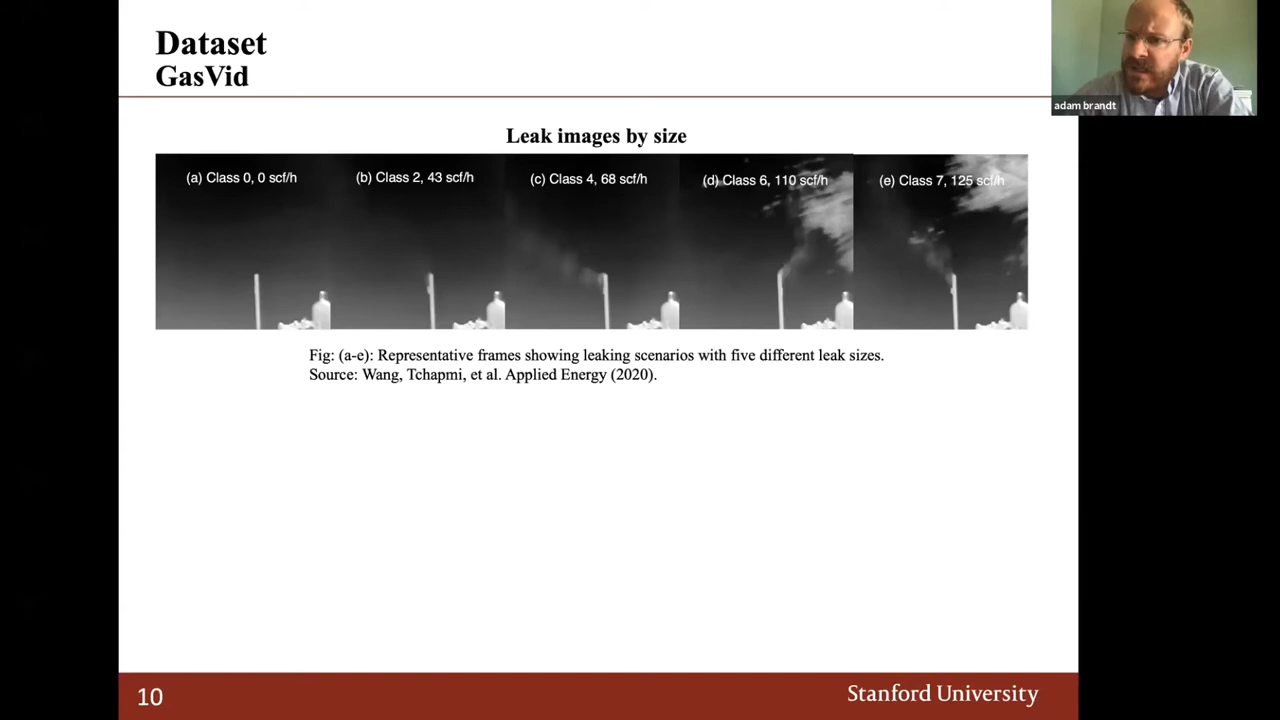 Dataset
GasVid
adam brandt
Leak images by size
(a) Class 0, 0 scf/h
(b) Class 2, 43 scf/h
(c) Class 4, 68 scf/h
(d) Class 6, 110 scf/h
(e) Class 7, 125 scf/h
Fig: (a-e): Representative frames showing leaking scenarios with five different leak sizes.
Source: Wang, Tchapmi, et al. Applied Energy (2020).
10
Stanford University